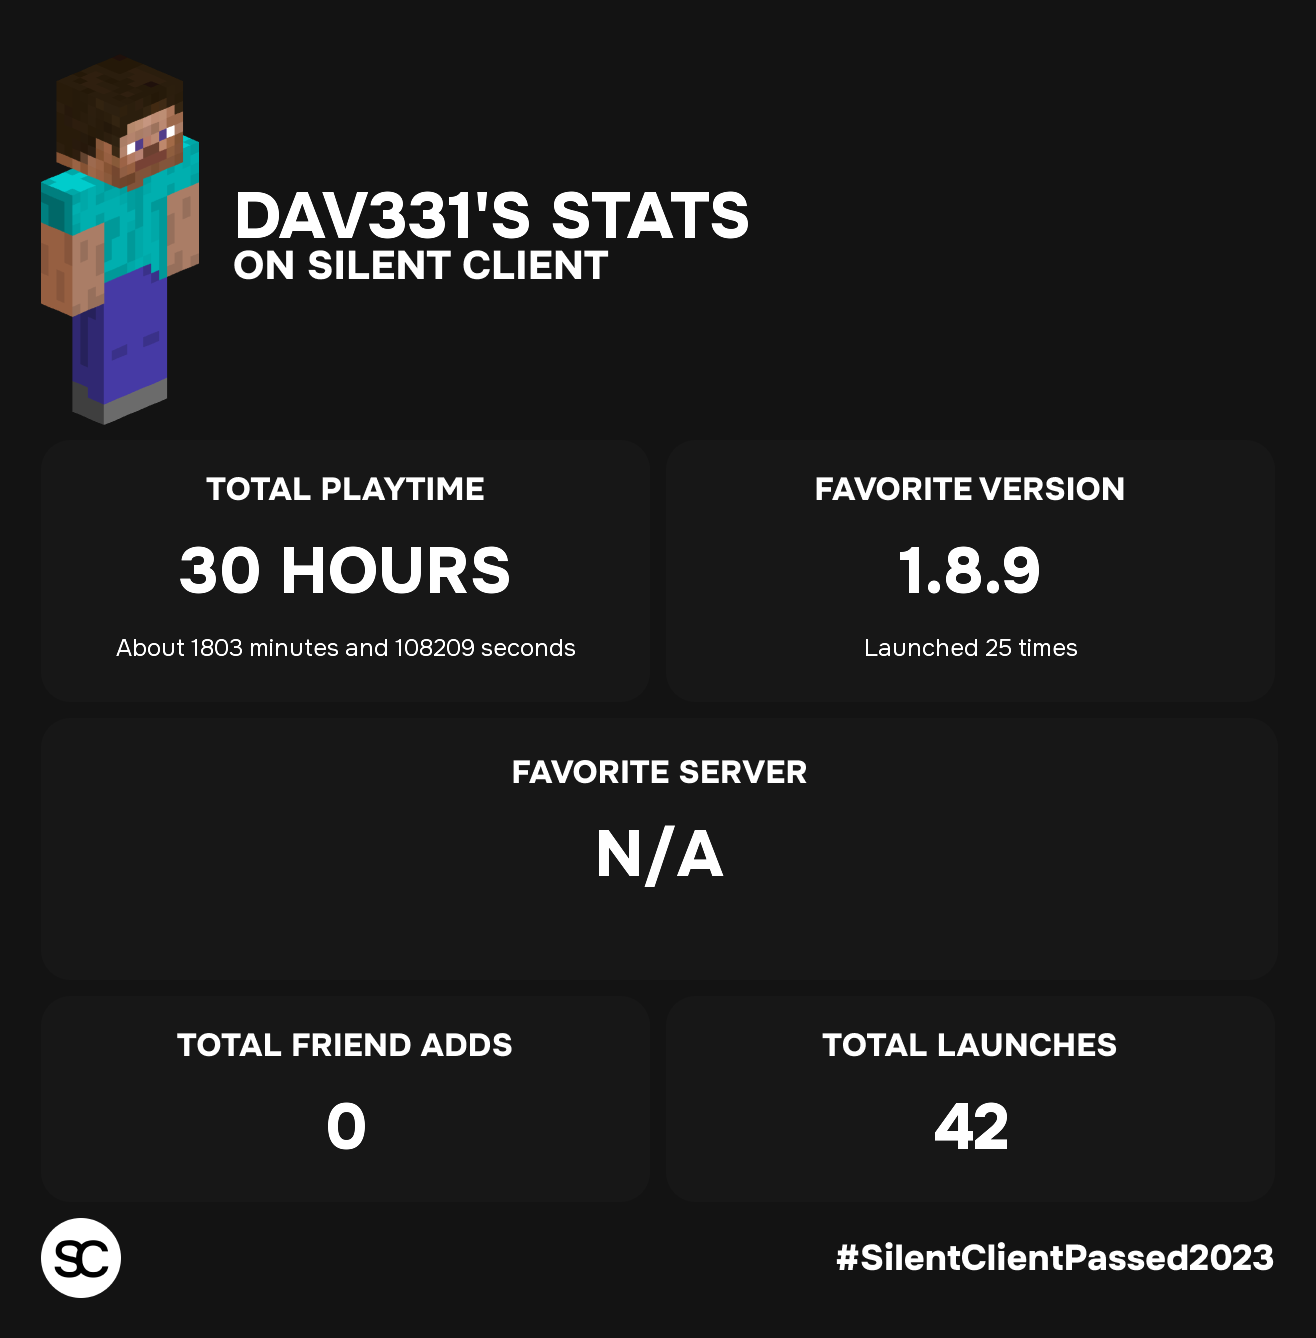 DAV331'S STATS
ON SILENT CLIENT
TOTAL PLAYTIME
30 HOURS
About 1803 minutes and 108209 seconds
FAVORITE VERSION
1.8.9
Launched 25 times
FAVORITE SERVER
N/A
TOTAL FRIEND ADDS
0
TOTAL LAUNCHES
42
SC
#SilentClientPassed2023